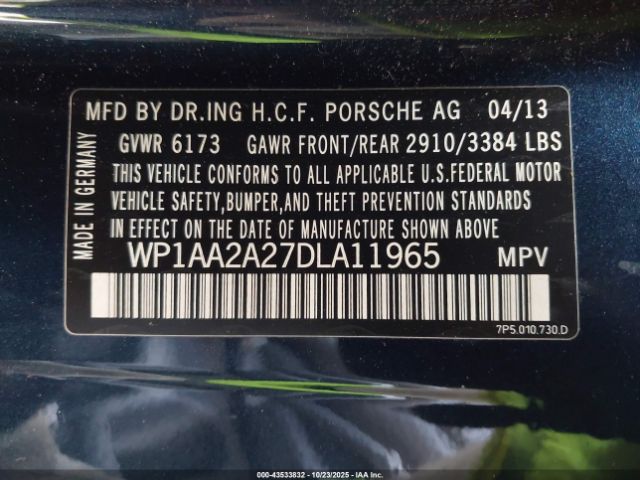 MFD BY DR.ING H.C.F. PORSCHE AG 04/13
GVWR 6173 GAWR FRONT/REAR 2910/3384 LBS
THIS VEHICLE CONFORMS TO ALL APPLICABLE U.S.FEDERAL MOTOR
VEHICLE SAFETY,BUMPER,AND THEFT PREVENTION STANDARDS
IN EFFECT ON THE DATE OF MANUFACTURE SHOWN ABOVE
WP1AA2A27DLA11965 MPV
7P5.010.730.D
MADE IN GERMANY
000-43533832 - 10/23/2025 - IAA Inc.